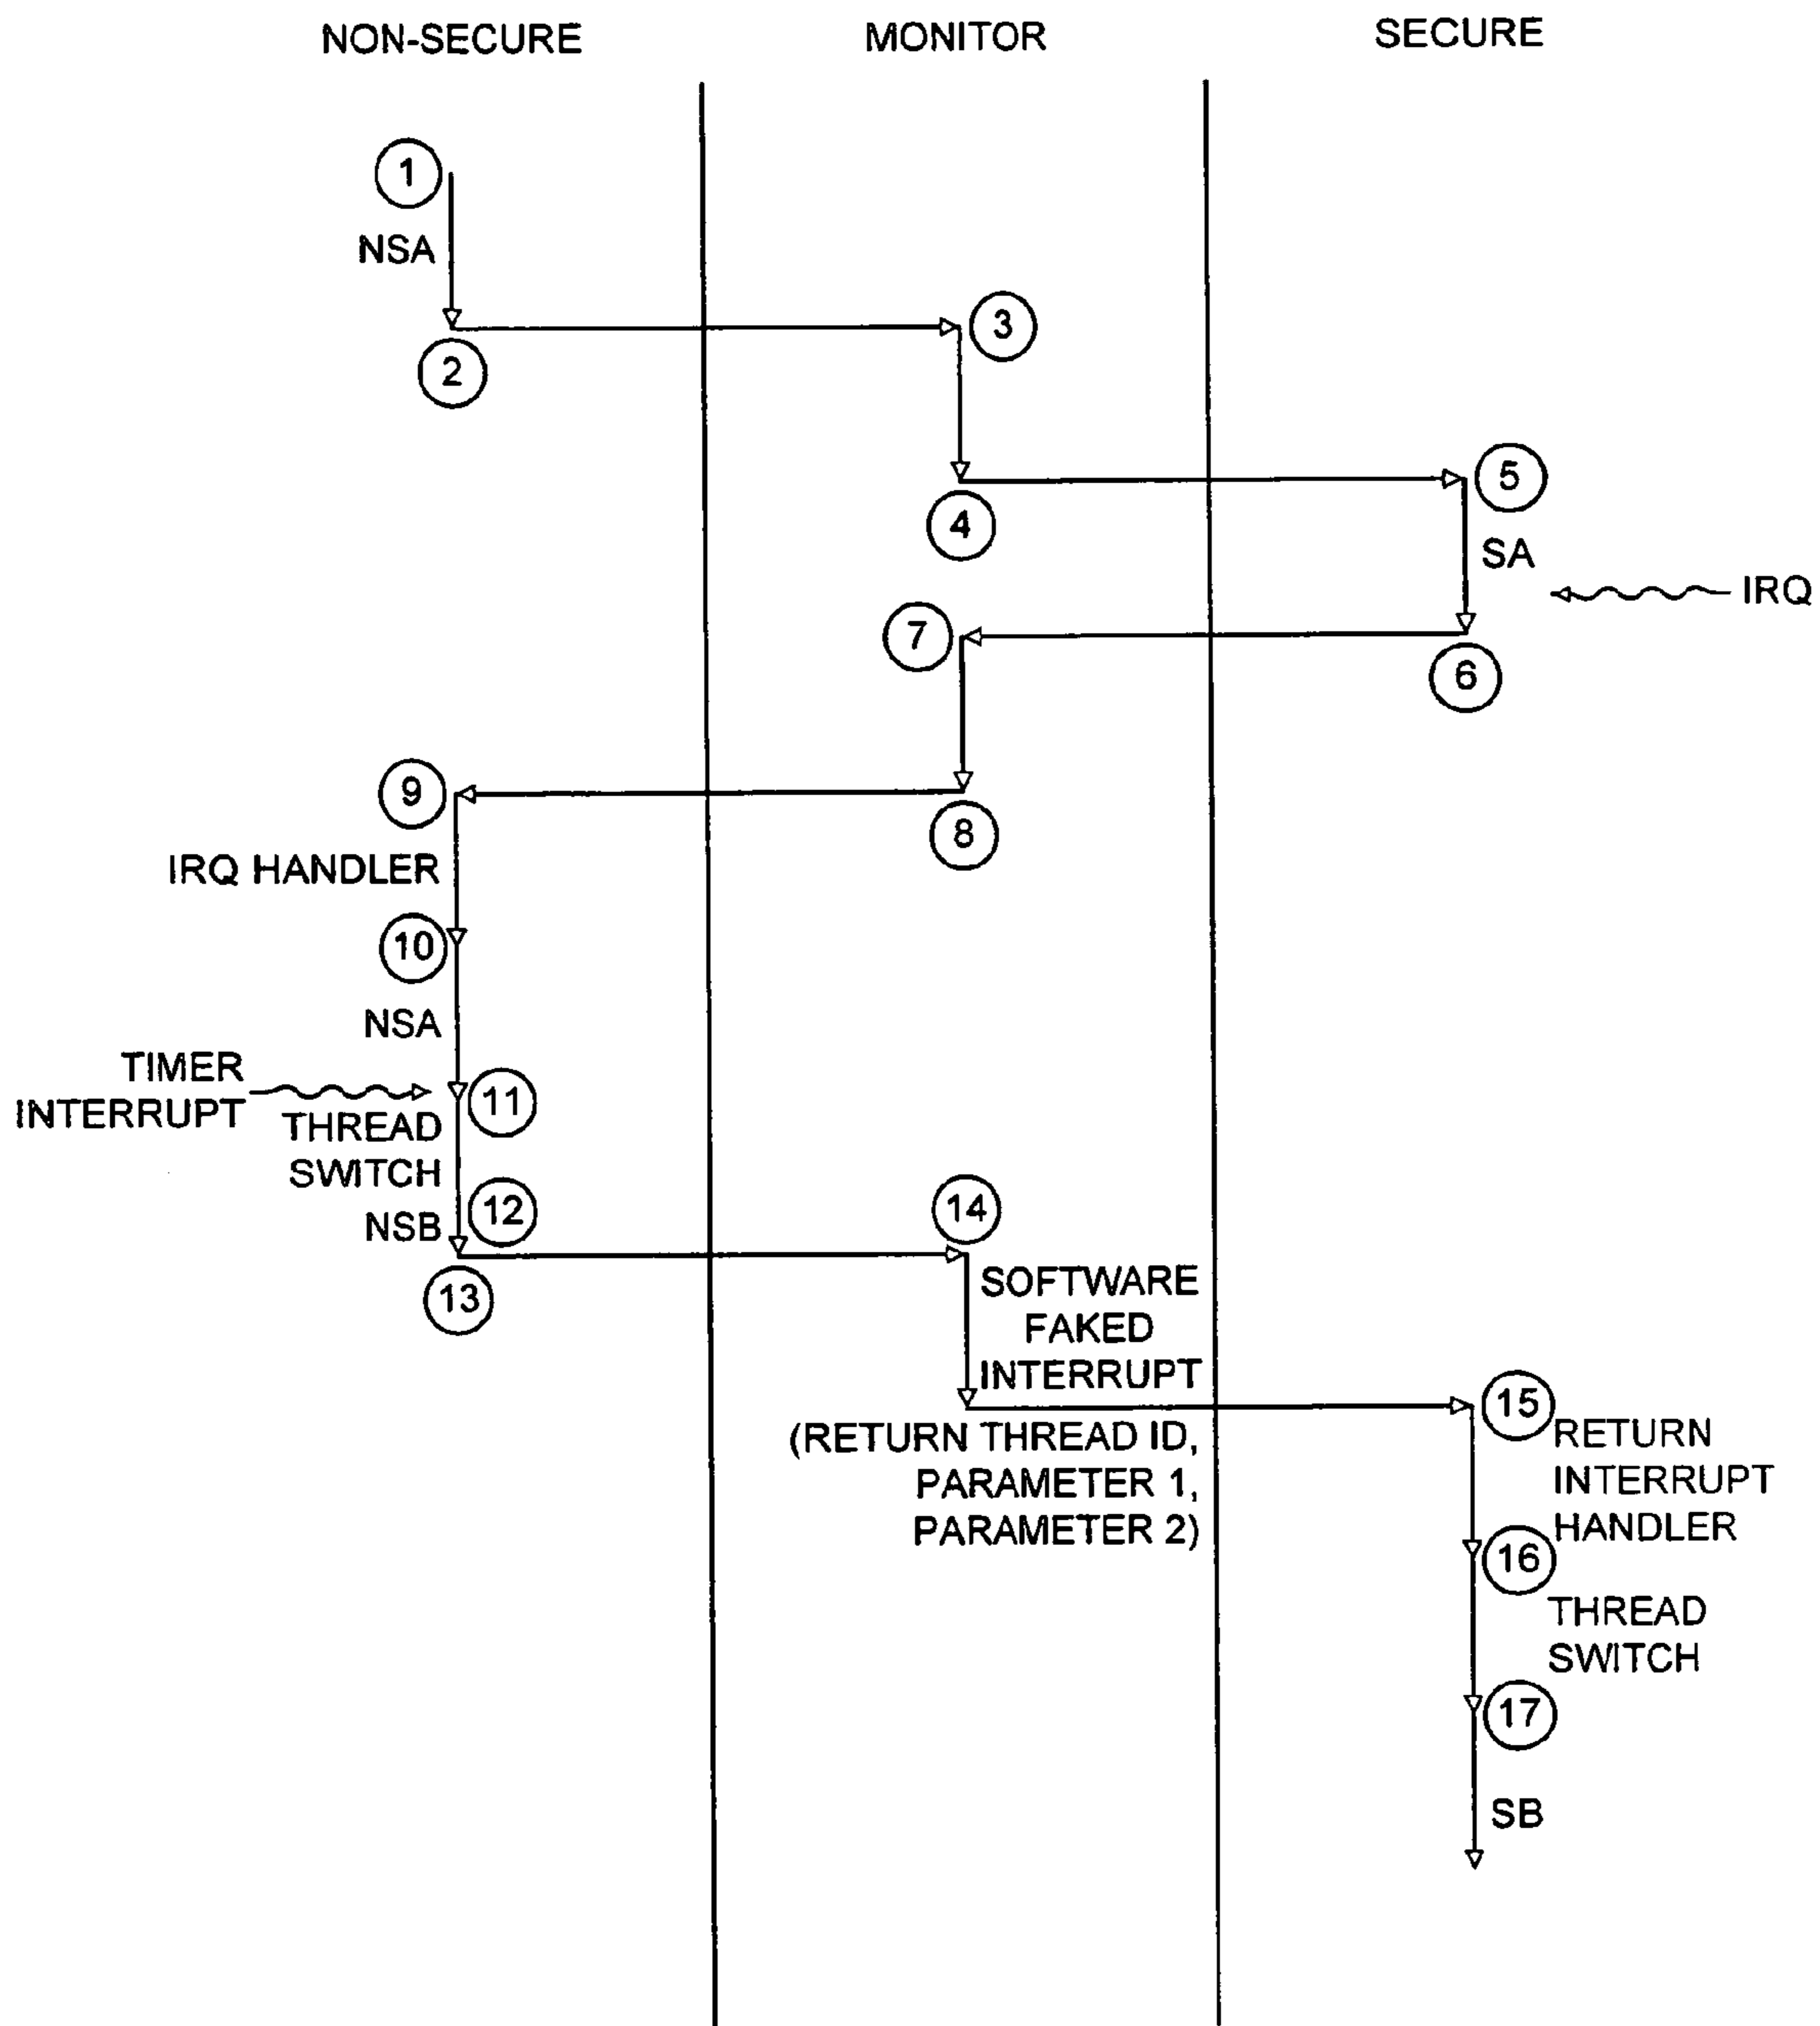 NON-SECURE
MONITOR
SECURE
1
NSA
2
3
4
5
SA
IRQ
6
7
8
9
IRQ HANDLER
10
NSA
TIMER
INTERRUPT
11
THREAD
SWITCH
12
NSB
13
14
SOFTWARE
FAKED
INTERRUPT
(RETURN THREAD ID,
PARAMETER 1,
PARAMETER 2)
15
RETURN
INTERRUPT
HANDLER
16
THREAD
SWITCH
17
SB